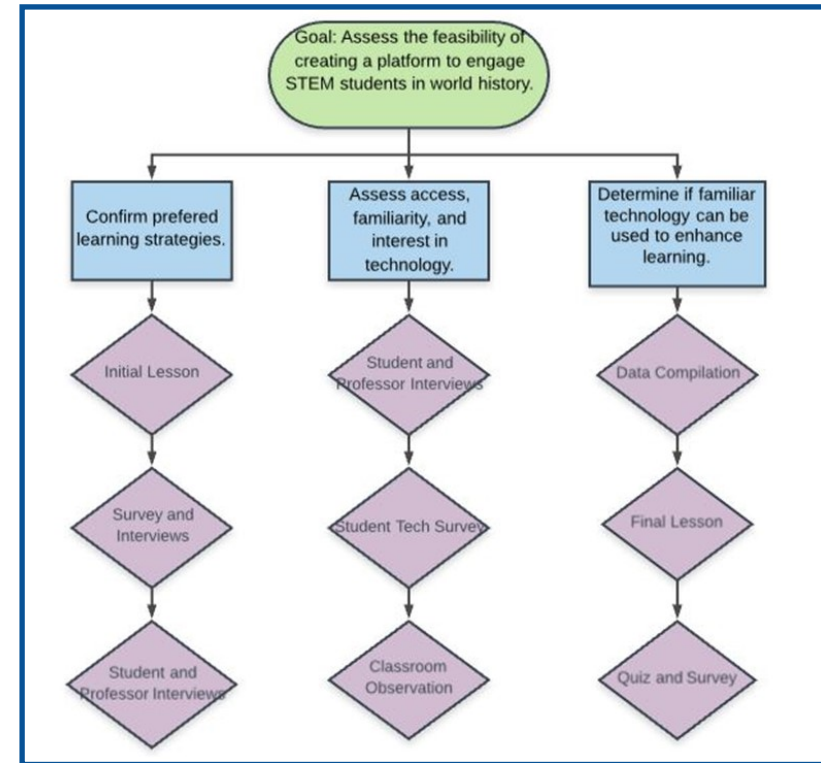 Goal: Assess the feasibility of
creating a platform to engage
STEM students in world history.
Confirm prefered
learning strategies.
Assess access,
familiarity, and
interest in
technology.
Determine if familiar
technology can be
used to enhance
learning.
Initial Lesson
Student and
Professor Interviews
Data Compilation
Survey and
Interviews
Student Tech Survey
Final Lesson
Student and
Professor Interviews
Classroom
Observation
Quiz and Survey